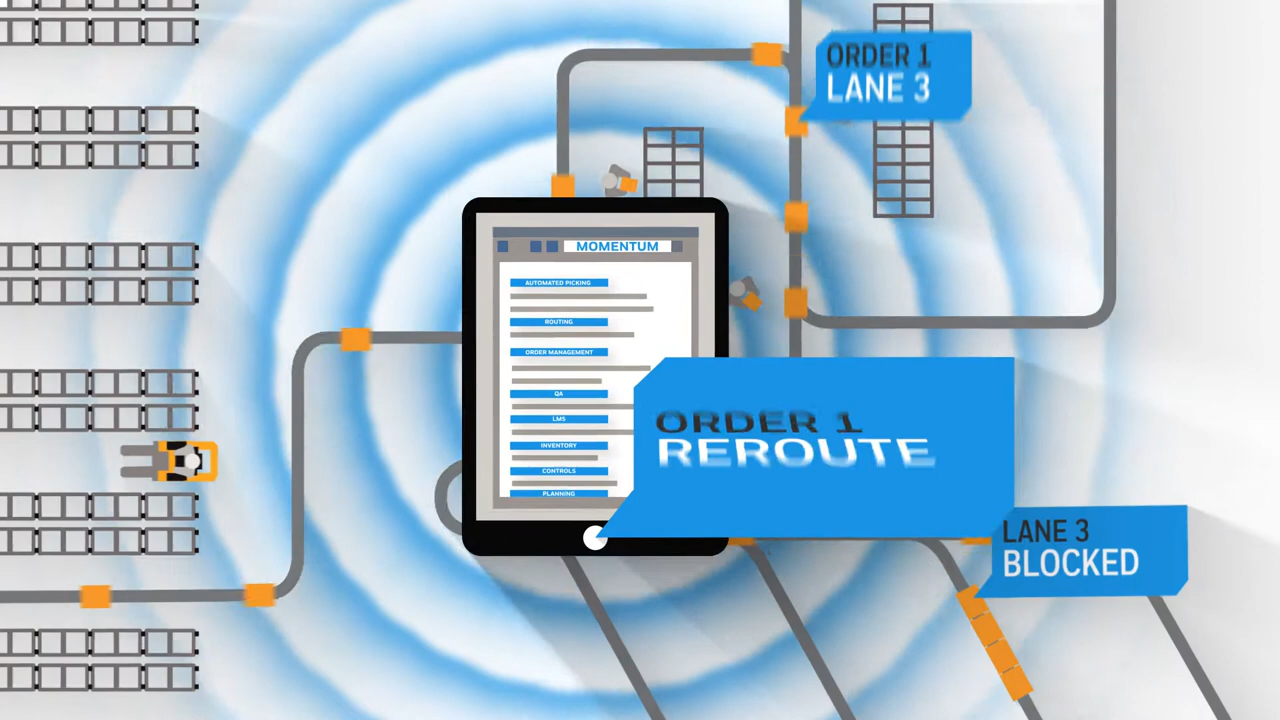 ORDER 1
LANE 3
MOMENTUM
AUTOMATED PICKING
ROUTING
ORDER MANAGEMENT
QA
LMS
INVENTORY
CONTROLS
PLANNING
ORDER 1
REROUTE
LANE 3
BLOCKED